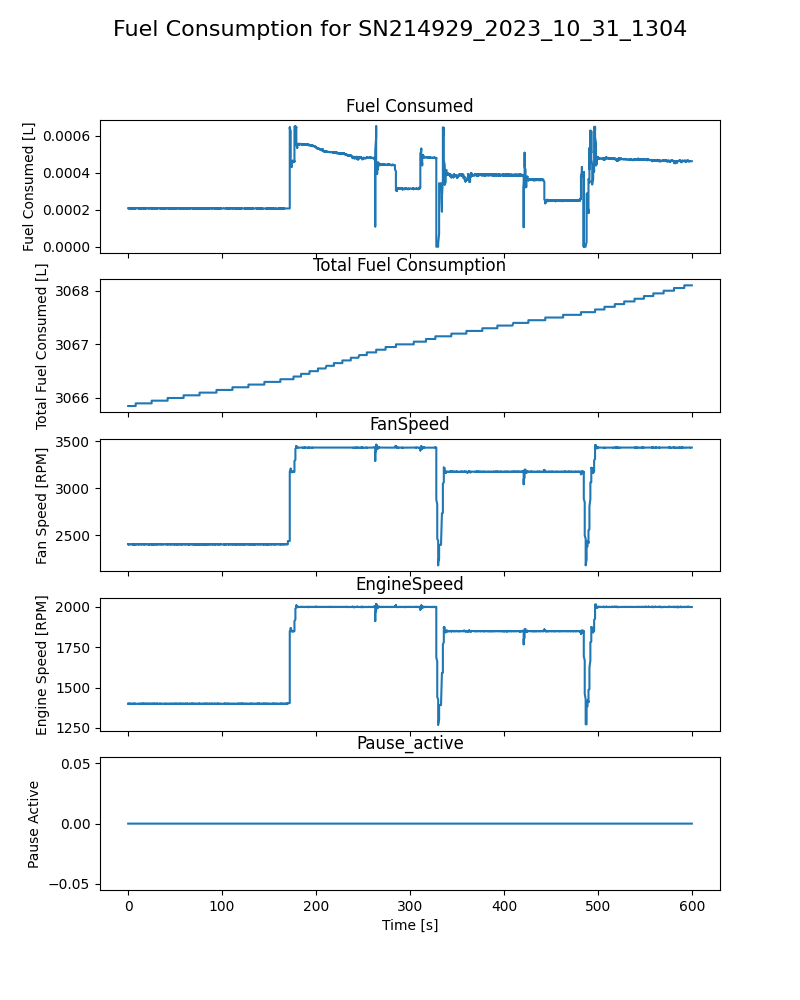 Fuel Consumption for SN214929_2023_10_31_1304
Fuel Consumed
Fuel Consumed [L]
0.0006
0.0004
0.0002
0.0000
Total Fuel Consumption
Total Fuel Consumed [L]
3068
3067
3066
FanSpeed
Fan Speed [RPM]
3500
3000
2500
EngineSpeed
Engine Speed [RPM]
2000
1750
1500
1250
Pause_active
Pause Active
0.05
0.00
−0.05
0 100 200 300 400 500 600
Time [s]